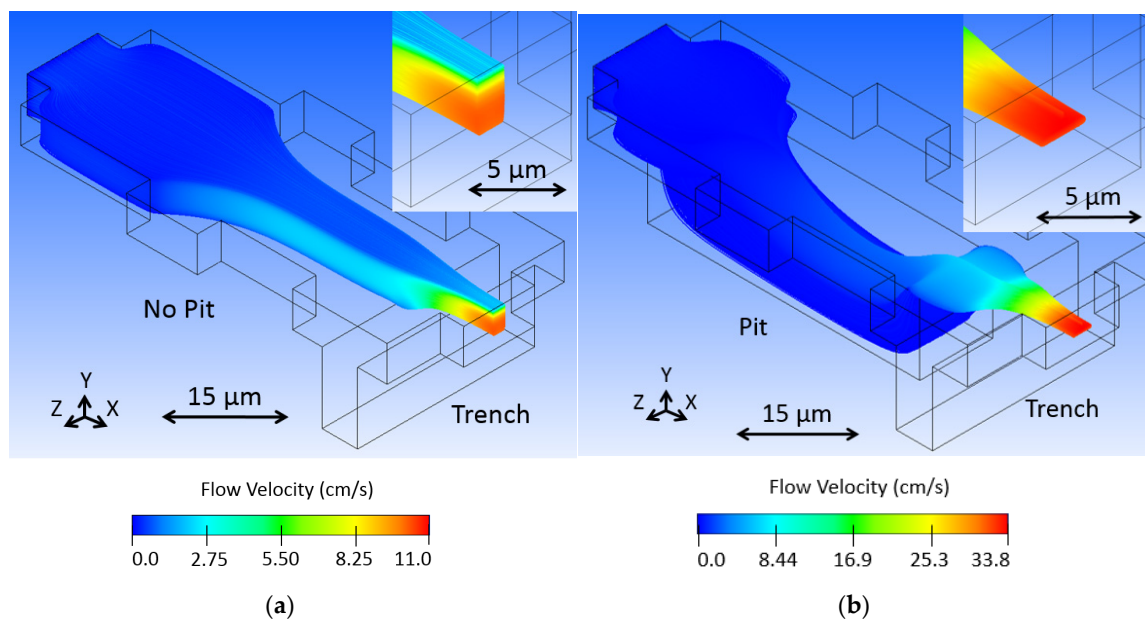 5 μm
No Pit
Y
Z X
15 μm
Trench
Flow Velocity (cm/s)
0.0 2.75 5.50 8.25 11.0
(a)
5 μm
Pit
Y
Z X
15 μm
Trench
Flow Velocity (cm/s)
0.0 8.44 16.9 25.3 33.8
(b)